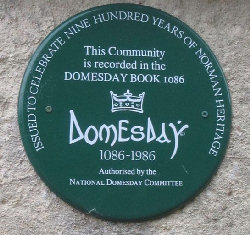 ISSUED TO CELEBRATE NINE HUNDRED YEARS OF NORMAN HERITAGE
This Community
is recorded in the
DOMESDAY BOOK 1086
DOMESDAY
1086-1986
Authorised by the
NATIONAL DOMESDAY COMMITTEE